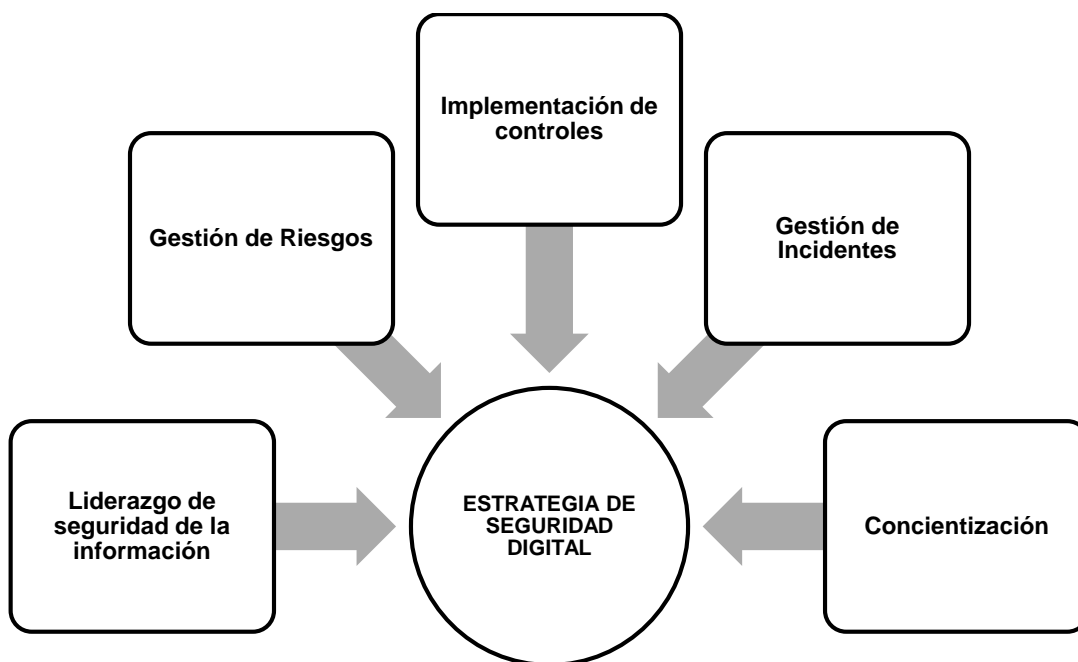 Implementación de
controles
Gestión de Riesgos
Gestión de
Incidentes
Liderazgo de
seguridad de la
información
ESTRATEGIA DE
SEGURIDAD
DIGITAL
Concientización